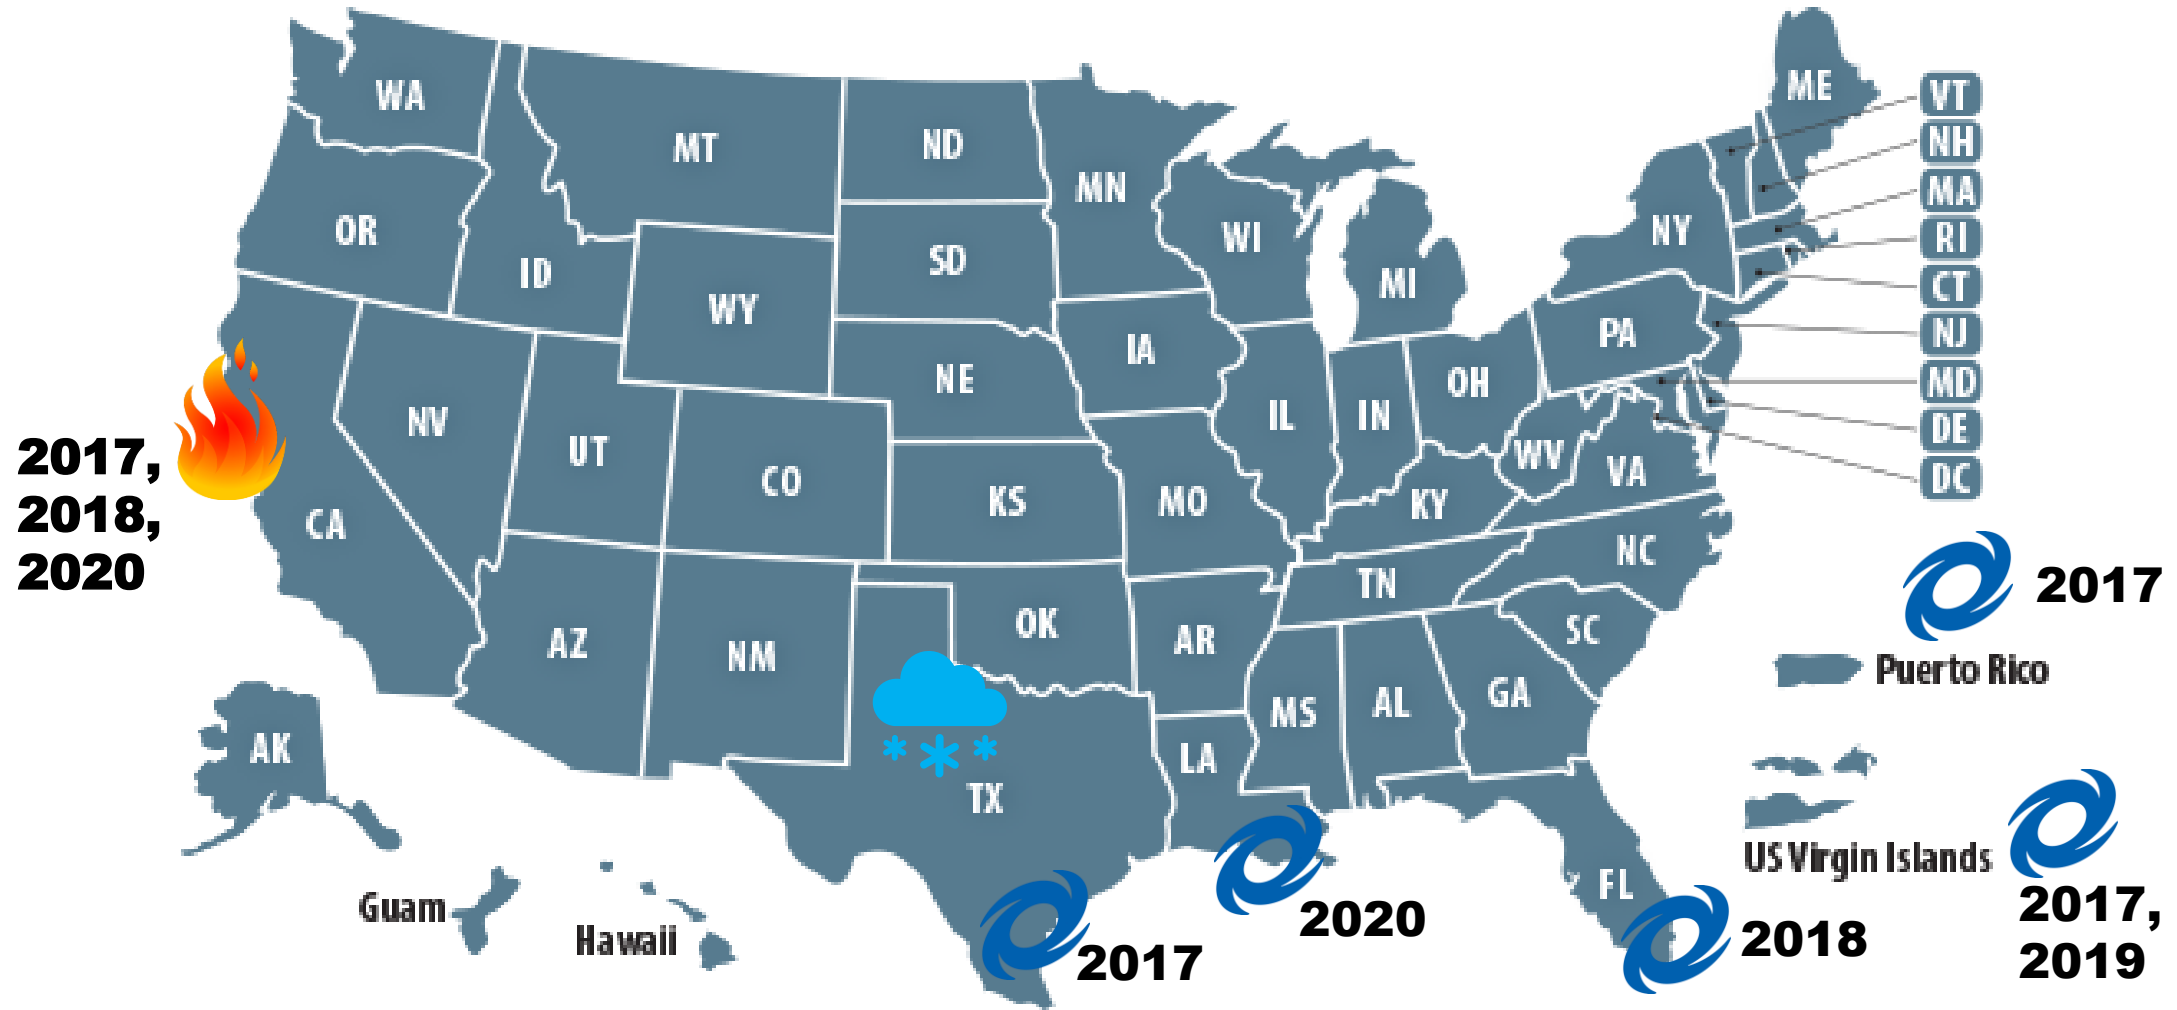 WA
MT
ND
MN
ME
VT
NH
MA
RI
CT
NJ
MD
DE
DC
OR
ID
WY
SD
WI
MI
NY
IA
NE
PA
NV
UT
CO
KS
MO
IL
IN
OH
WV
VA
KY
CA
2017,
2018,
2020
AZ
NM
OK
AR
TN
NC
SC
MS
AL
GA
LA
TX
FL
AK
Guam
Hawaii
2017
2020
2018
2017
Puerto Rico
US Virgin Islands
2017,
2019